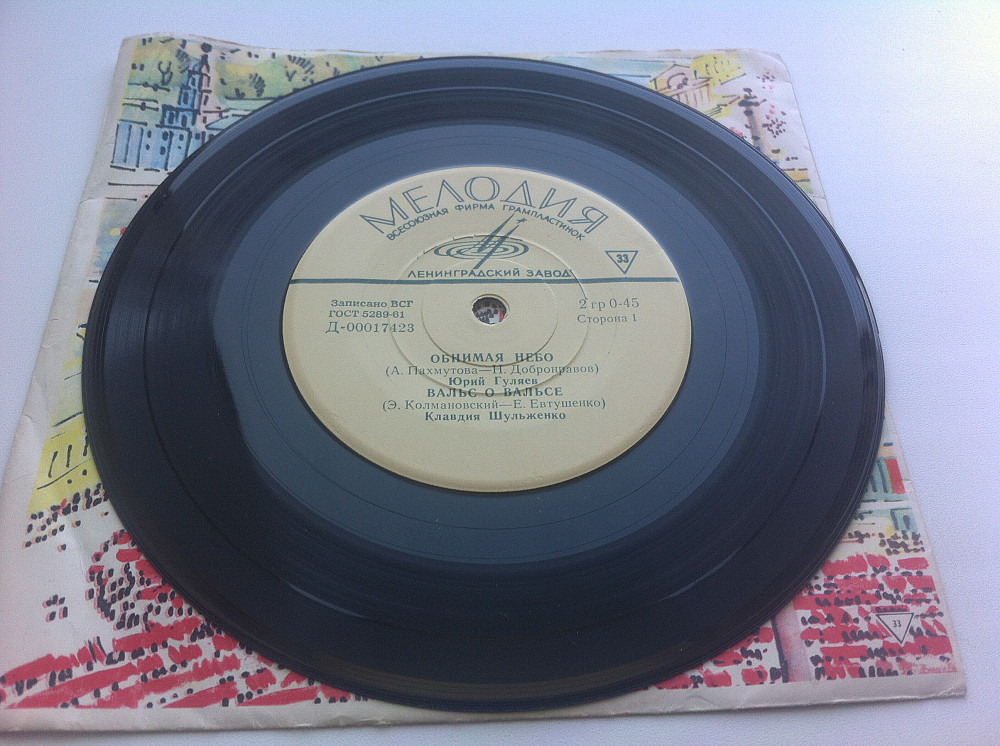 МЕЛОДИЯ
ВСЕСОЮЗНАЯ ФИРМА ГРАМПЛАСТИНОК
33
ЛЕНИНГРАДСКИЙ ЗАВОД
Записано ВСГ
ГОСТ 5289-61
Д-00017423
2 гр 0-45
Сторона 1
ОБНИМАЯ НЕБО
(А. Пахмутова—Н. Добронравов)
Юрий Гуляев
ВАЛЬС О ВАЛЬСЕ
(Э. Колмановский—Е. Евтушенко)
Клавдия Шульженко
33